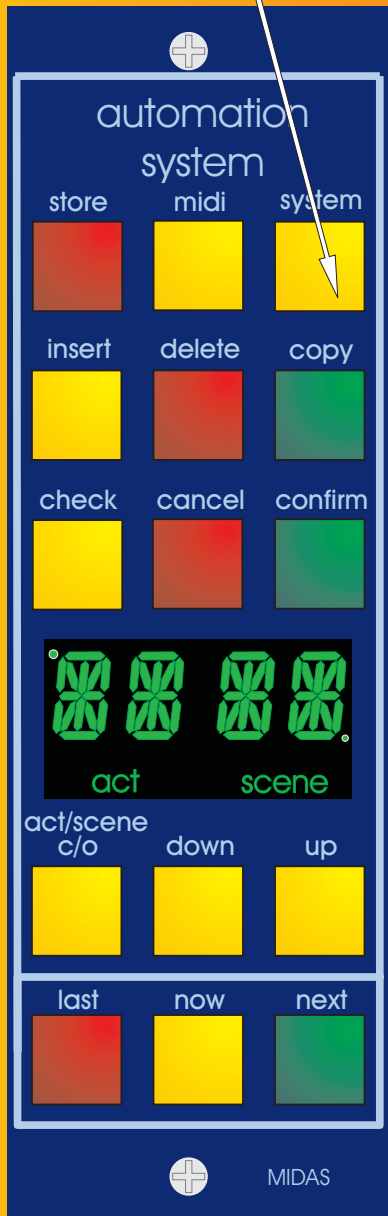 automation
system
store midi system
insert delete copy
check cancel confirm
act scene
act/scene
c/o down up
last now next
MIDAS